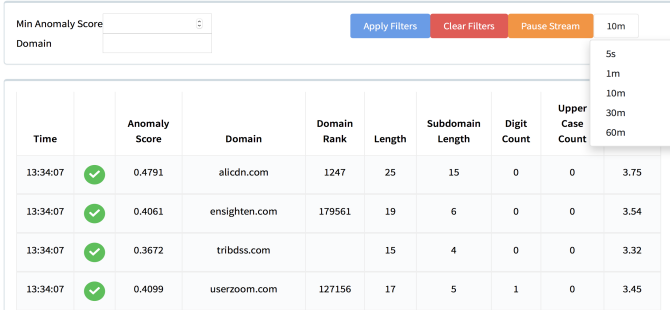 Min Anomaly Score
Apply Filters Clear Filters Pause Stream 10m
Domain
5s
1m
10m
30m
60m
Time Anomaly Score Domain Domain Rank Length Subdomain Length Digit Count Upper Case Count
13:34:07 0.4791 alicdn.com 1247 25 15 0 0 3.75
13:34:07 0.4061 ensighten.com 179561 19 6 0 0 3.54
13:34:07 0.3672 tribdss.com 15 4 0 0 3.32
13:34:07 0.4099 userzoom.com 127156 17 5 1 0 3.45